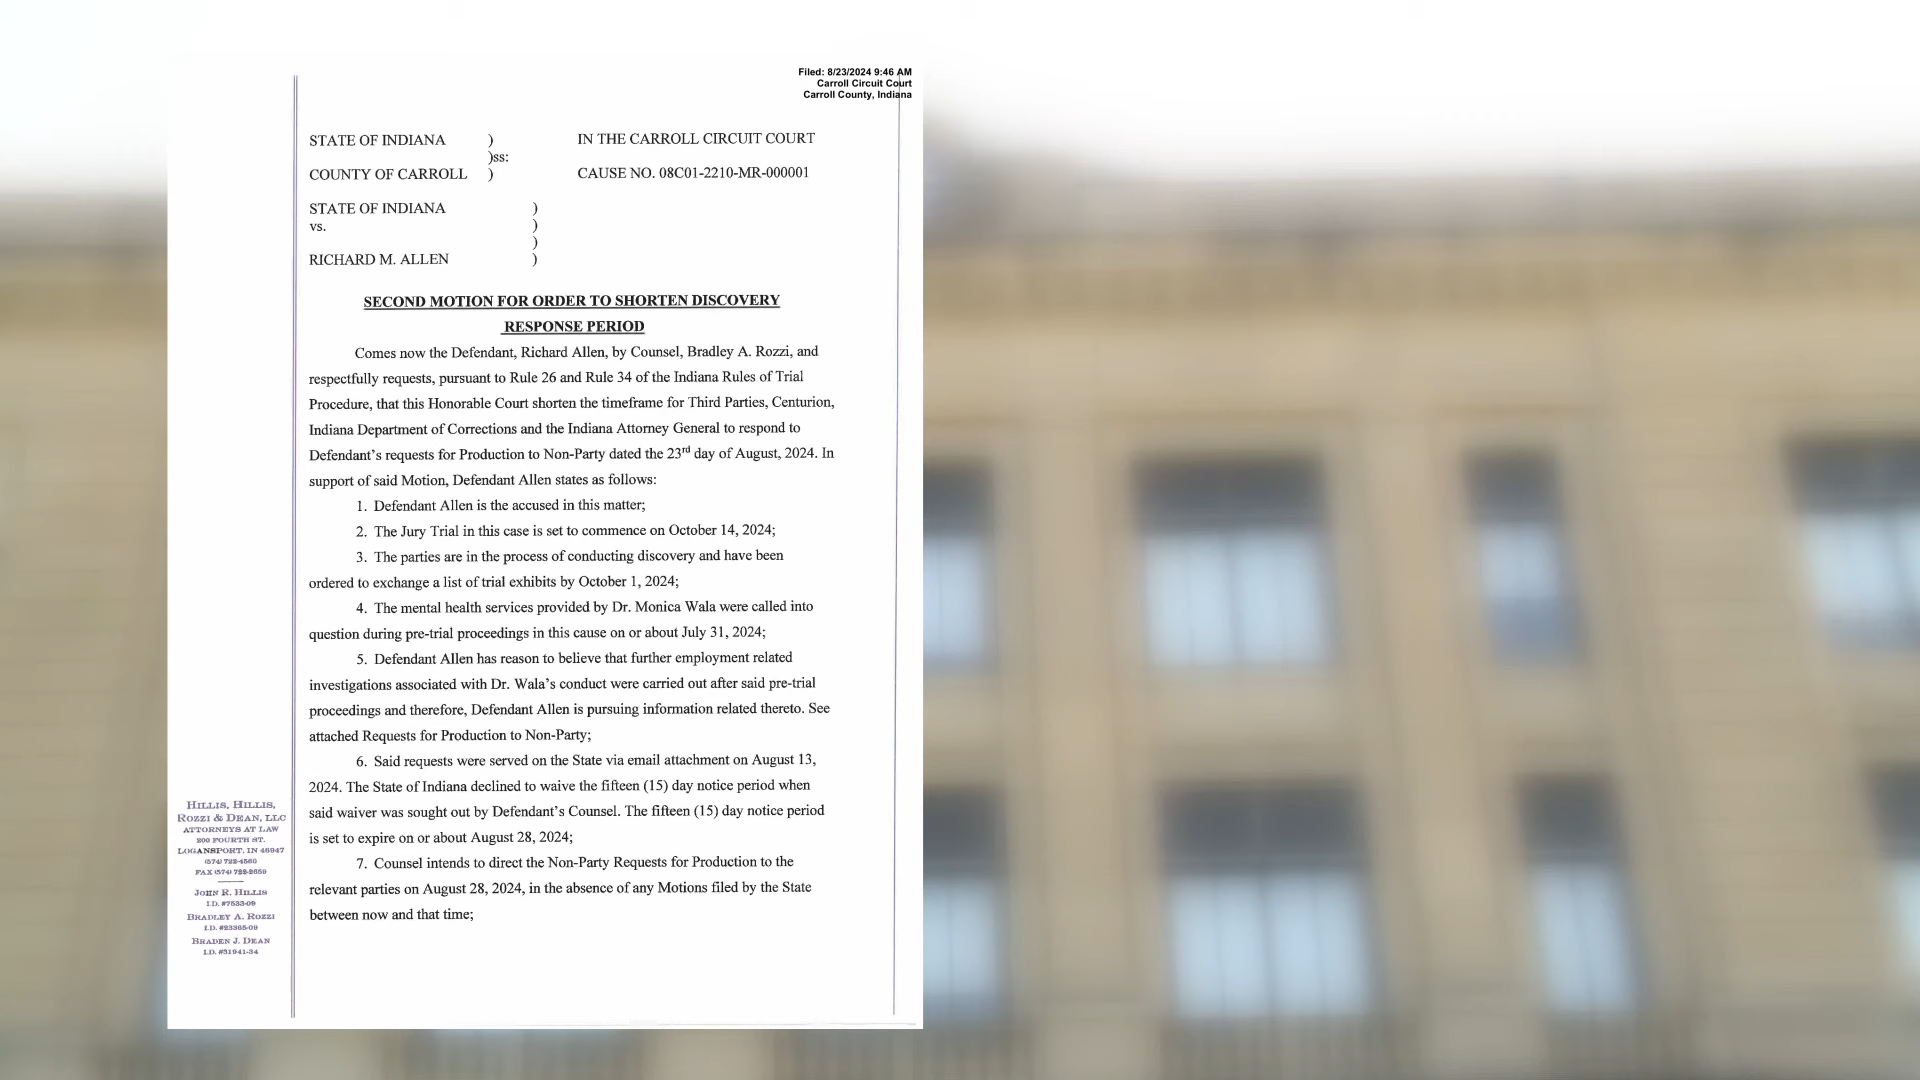 Filed: 8/23/2024 9:46 AM
Carroll Circuit Court
Carroll County, Indiana
STATE OF INDIANA ) IN THE CARROLL CIRCUIT COURT
)ss:
COUNTY OF CARROLL ) CAUSE NO. 08C01-2210-MR-000001
STATE OF INDIANA )
vs. )
)
RICHARD M. ALLEN )
SECOND MOTION FOR ORDER TO SHORTEN DISCOVERY
RESPONSE PERIOD
Comes now the Defendant, Richard Allen, by Counsel, Bradley A. Rozzi, and
respectfully requests, pursuant to Rule 26 and Rule 34 of the Indiana Rules of Trial
Procedure, that this Honorable Court shorten the timeframe for Third Parties, Centurion,
Indiana Department of Corrections and the Indiana Attorney General to respond to
Defendant's requests for Production to Non-Party dated the 23rd day of August, 2024. In
support of said Motion, Defendant Allen states as follows:
1. Defendant Allen is the accused in this matter;
2. The Jury Trial in this case is set to commence on October 14, 2024;
3. The parties are in the process of conducting discovery and have been
ordered to exchange a list of trial exhibits by October 1, 2024;
4. The mental health services provided by Dr. Monica Wala were called into
question during pre-trial proceedings in this cause on or about July 31, 2024;
5. Defendant Allen has reason to believe that further employment related
investigations associated with Dr. Wala's conduct were carried out after said pre-trial
proceedings and therefore, Defendant Allen is pursuing information related thereto. See
attached Requests for Production to Non-Party;
6. Said requests were served on the State via email attachment on August 13,
2024. The State of Indiana declined to waive the fifteen (15) day notice period when
said waiver was sought out by Defendant's Counsel. The fifteen (15) day notice period
is set to expire on or about August 28, 2024;
7. Counsel intends to direct the Non-Party Requests for Production to the
relevant parties on August 28, 2024, in the absence of any Motions filed by the State
between now and that time;
HILLIS, HILLIS,
ROZZI & DEAN, LLC
ATTORNEYS AT LAW
200 FOURTH ST.
LOGANSPORT, IN 46947
(574) 722-4560
FAX (574) 722-2659
JOHN R. HILLIS
I.D. #7533-09
BRADLEY A. ROZZI
I.D. #23365-09
BRADEN J. DEAN
I.D. #31941-34